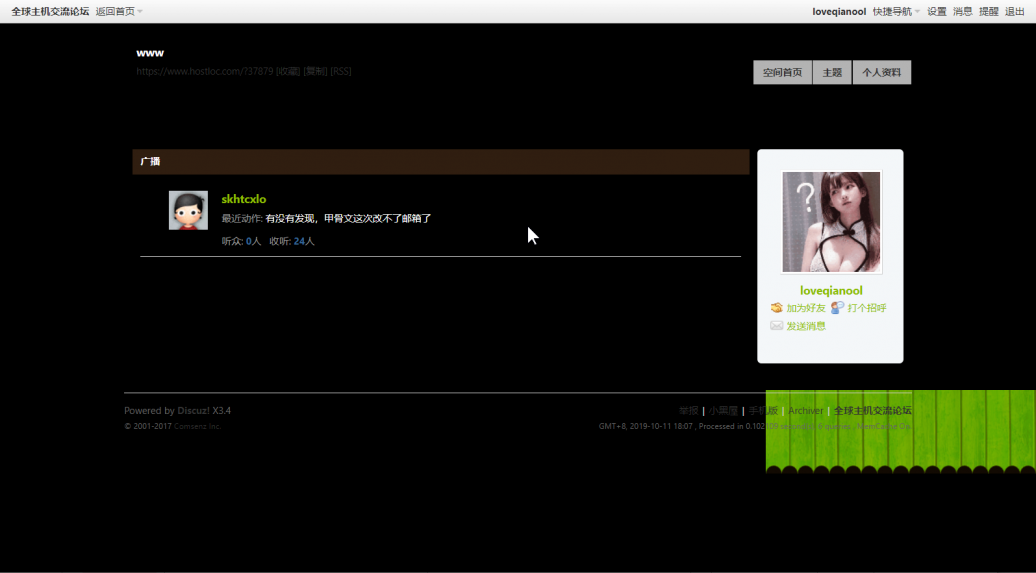 全球主机交流论坛 返回首页
loveqianool 快捷导航 设置 消息 提醒 退出
www
https://www.hostloc.com/?37879 [收藏] [复制] [RSS]
空间首页 主题 个人资料
广播
skhtcxlo
最近动作: 有没有发现，甲骨文这次改不了邮箱了
听众: 0人 收听: 24人
?
loveqianool
加为好友 打个招呼
发送消息
Powered by Discuz! X3.4
举报 | 小黑屋 | 手机版 | Archiver | 全球主机交流论坛
© 2001-2017 Comsenz Inc.
GMT+8, 2019-10-11 18:07 , Processed in